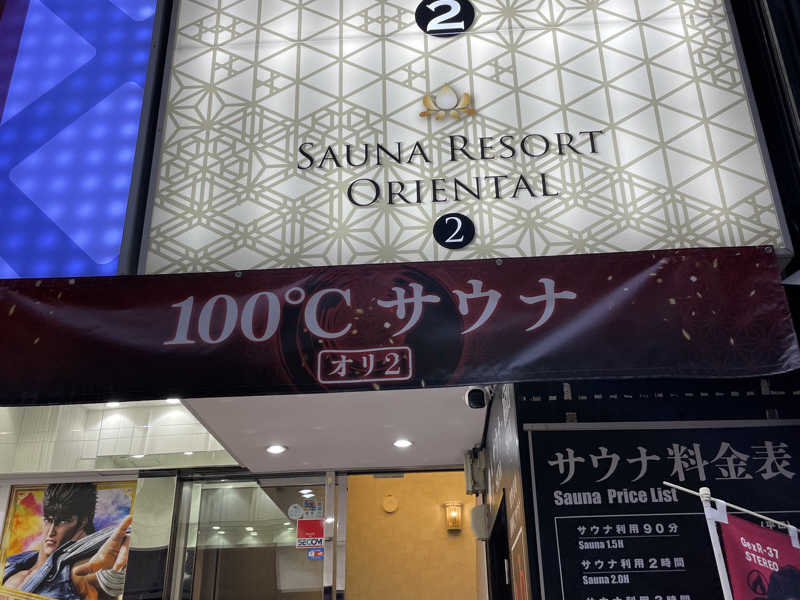 2
SAUNA RESORT
ORIENTAL
2
100℃ サウナ
オリ2
サウナ料金表
Sauna Price List
サウナ利用90分
Sauna 1.5H
サウナ利用2時間
Sauna 2.0H
SECOM
GexR-37
STEREO